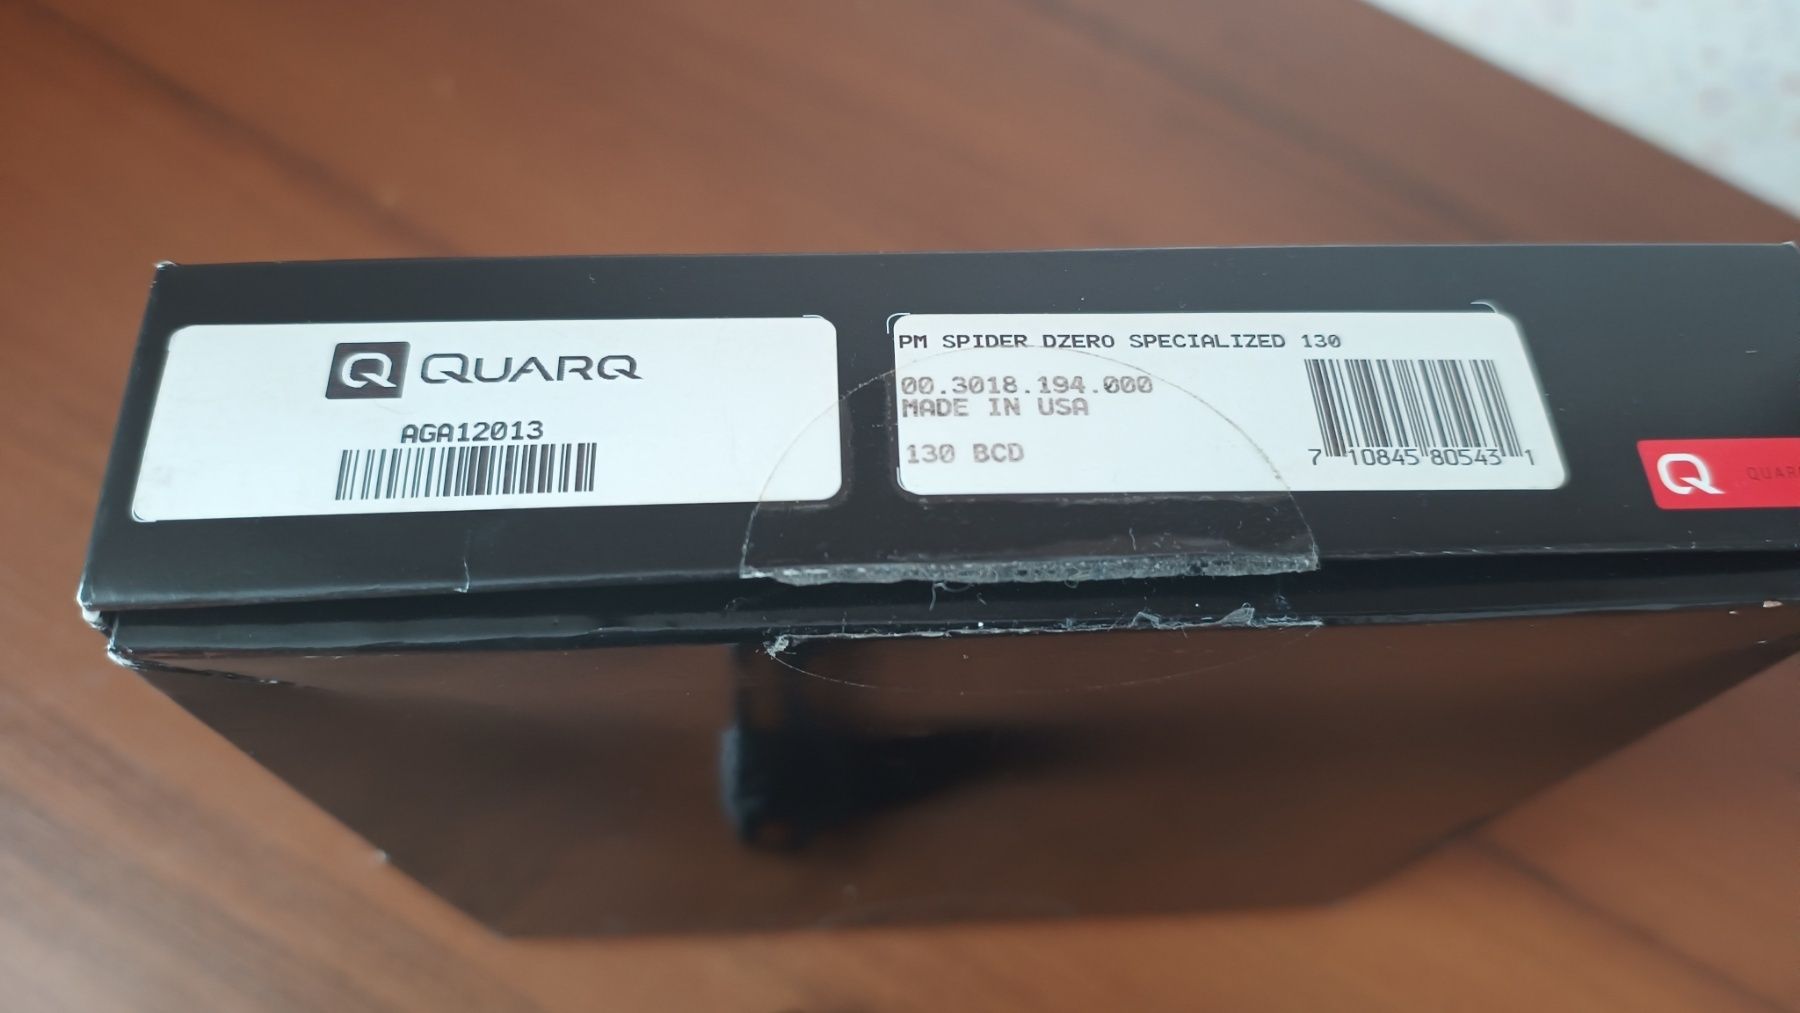 QUARQ
AGA12013
PM SPIDER DZERO SPECIALIZED 130
00.3018.194.000
MADE IN USA
130 BCD
7 10845 80543 1